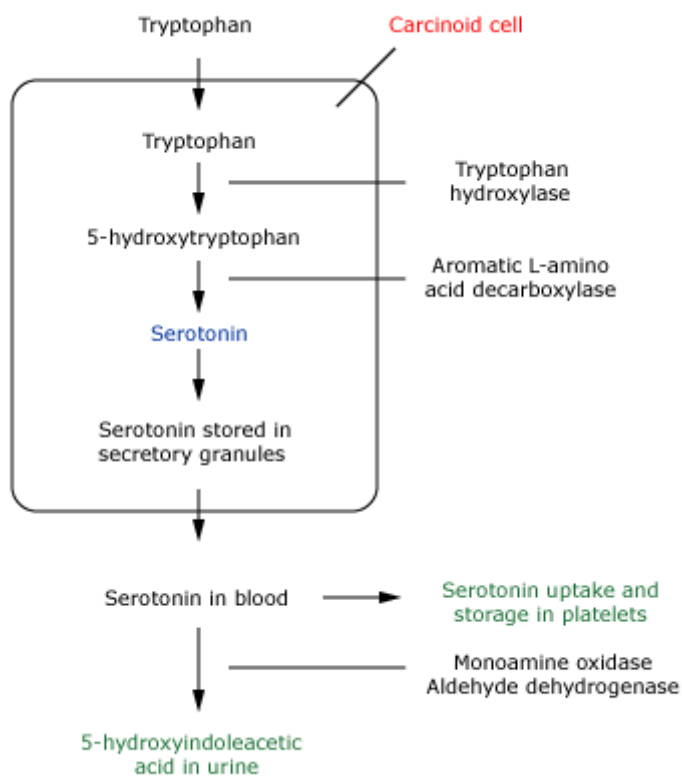 Tryptophan
Carcinoid cell
Tryptophan
Tryptophan
hydroxylase
5-hydroxytryptophan
Aromatic L-amino
acid decarboxylase
Serotonin
Serotonin stored in
secretory granules
Serotonin in blood
Serotonin uptake and
storage in platelets
Monoamine oxidase
Aldehyde dehydrogenase
5-hydroxyindoleacetic
acid in urine